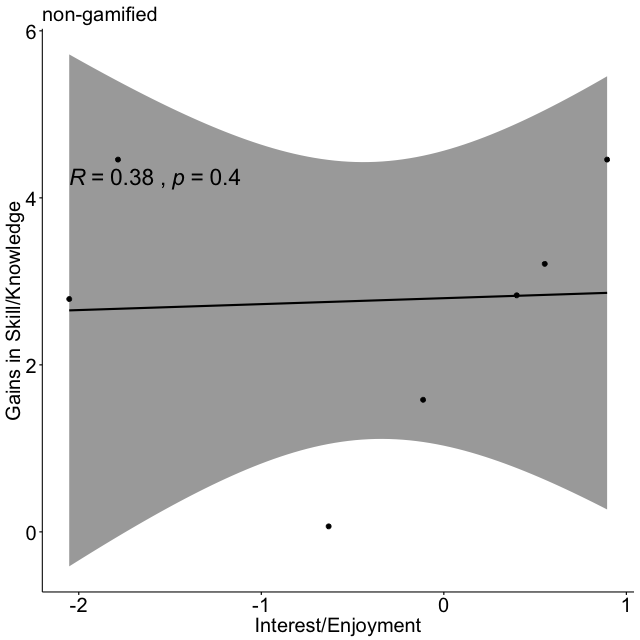 non-gamified
6
4
2
0
Gains in Skill/Knowledge
R = 0.38 , p = 0.4
-2 -1 0 1
Interest/Enjoyment